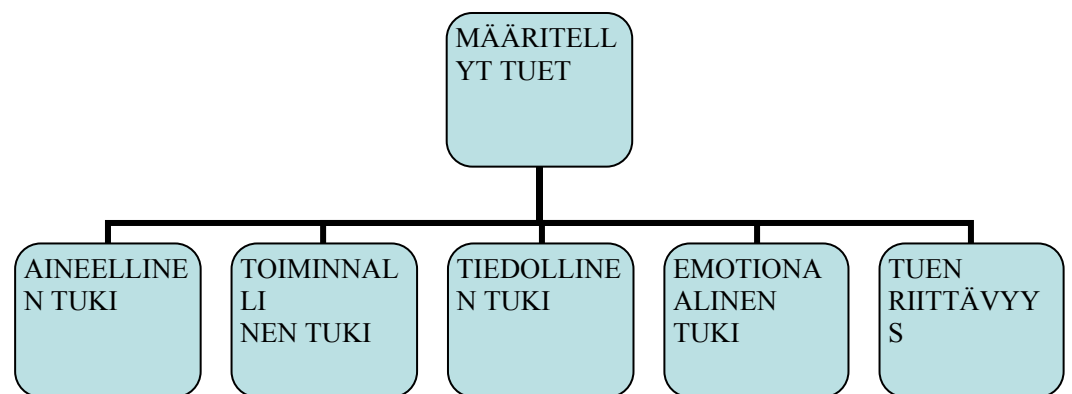 MÄÄRITELL
YT TUET
AINEELLINE
N TUKI
TOIMINNAL
LI
NEN TUKI
TIEDOLLINE
N TUKI
EMOTIONA
ALINEN
TUKI
TUEN
RIITTÄVYY
S